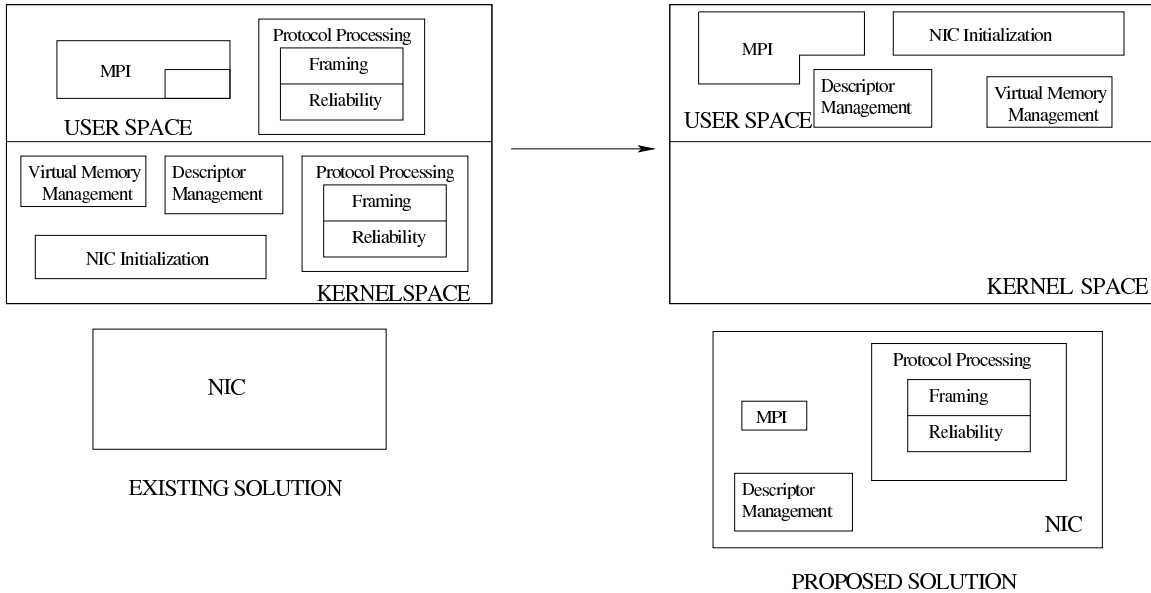 MPI
Protocol Processing
Framing
Reliability
USER SPACE
Virtual Memory
Management
Descriptor
Management
Protocol Processing
Framing
Reliability
NIC Initialization
KERNELSPACE
NIC
EXISTING SOLUTION
MPI
NIC Initialization
Descriptor
Management
Virtual Memory
Management
USER SPACE
KERNEL SPACE
Protocol Processing
Framing
Reliability
MPI
Descriptor
Management
NIC
PROPOSED SOLUTION